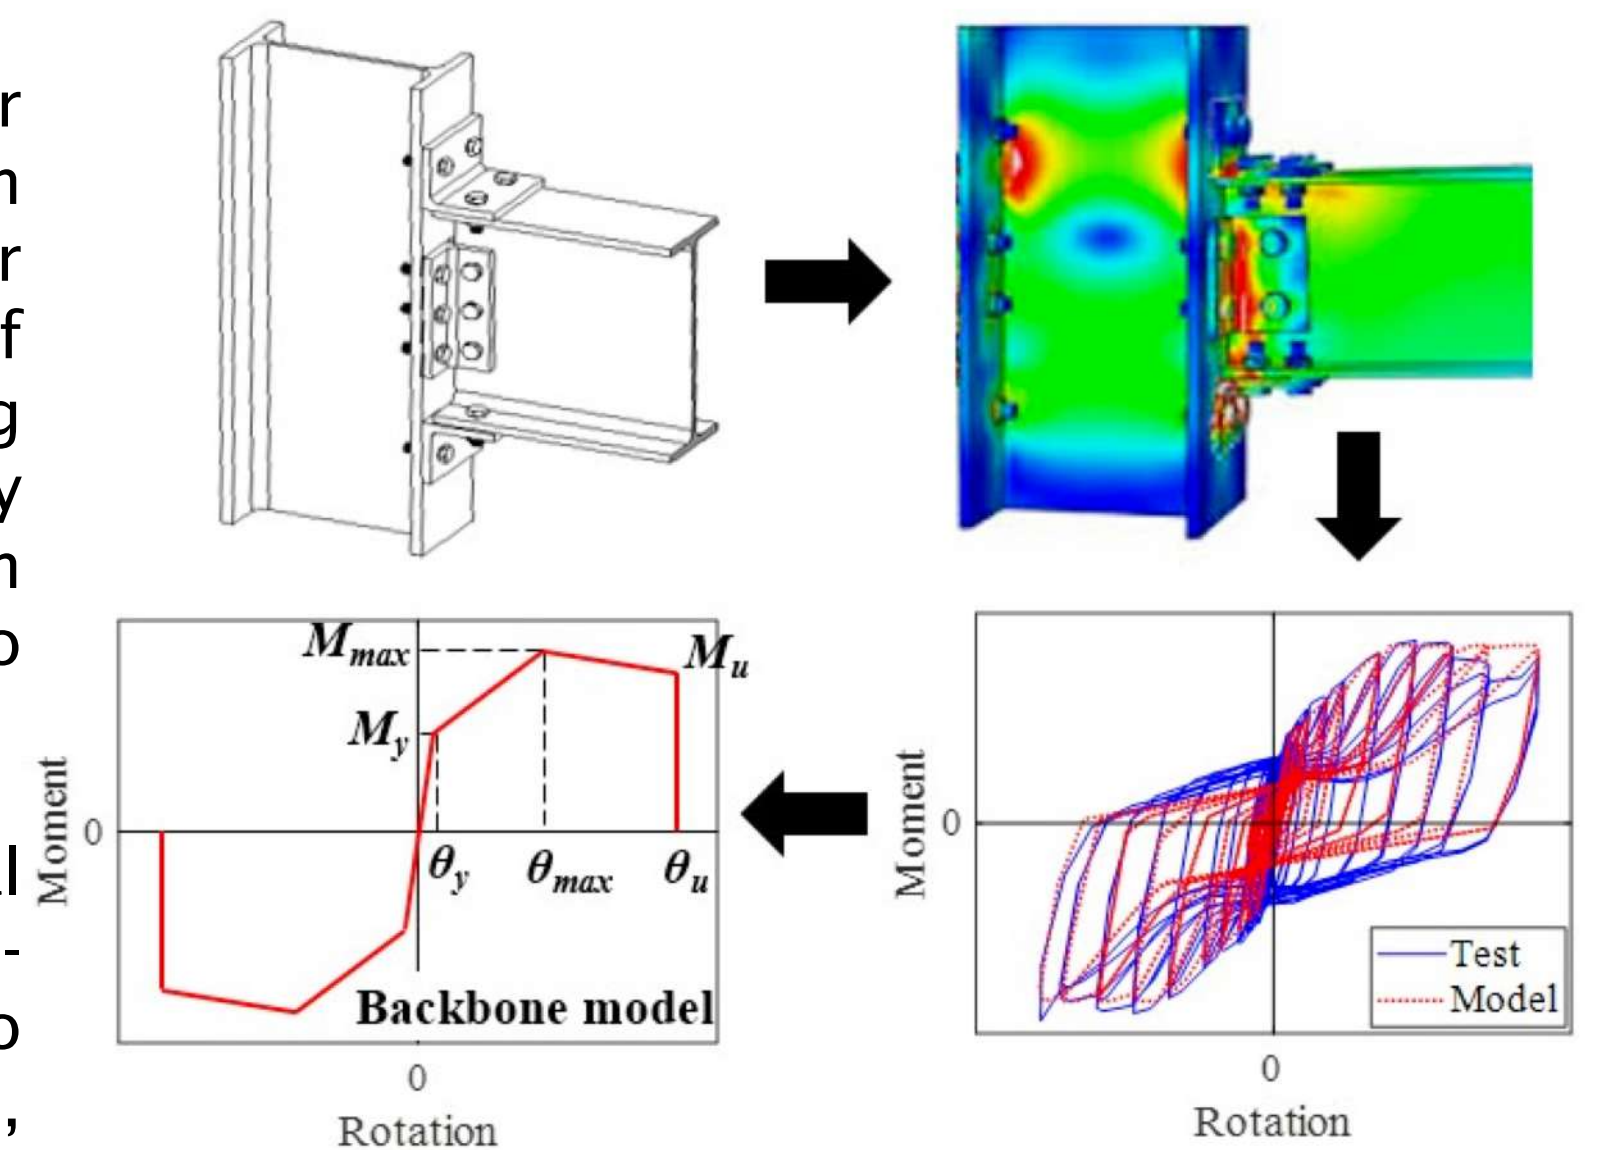 r
n
r
f
g
y
n
o
l
-
o
,
M_max
M_u
M_y
Moment
0
θ_y
θ_max
θ_u
Backbone model
0
Rotation
Moment
0
Test
Model
0
Rotation